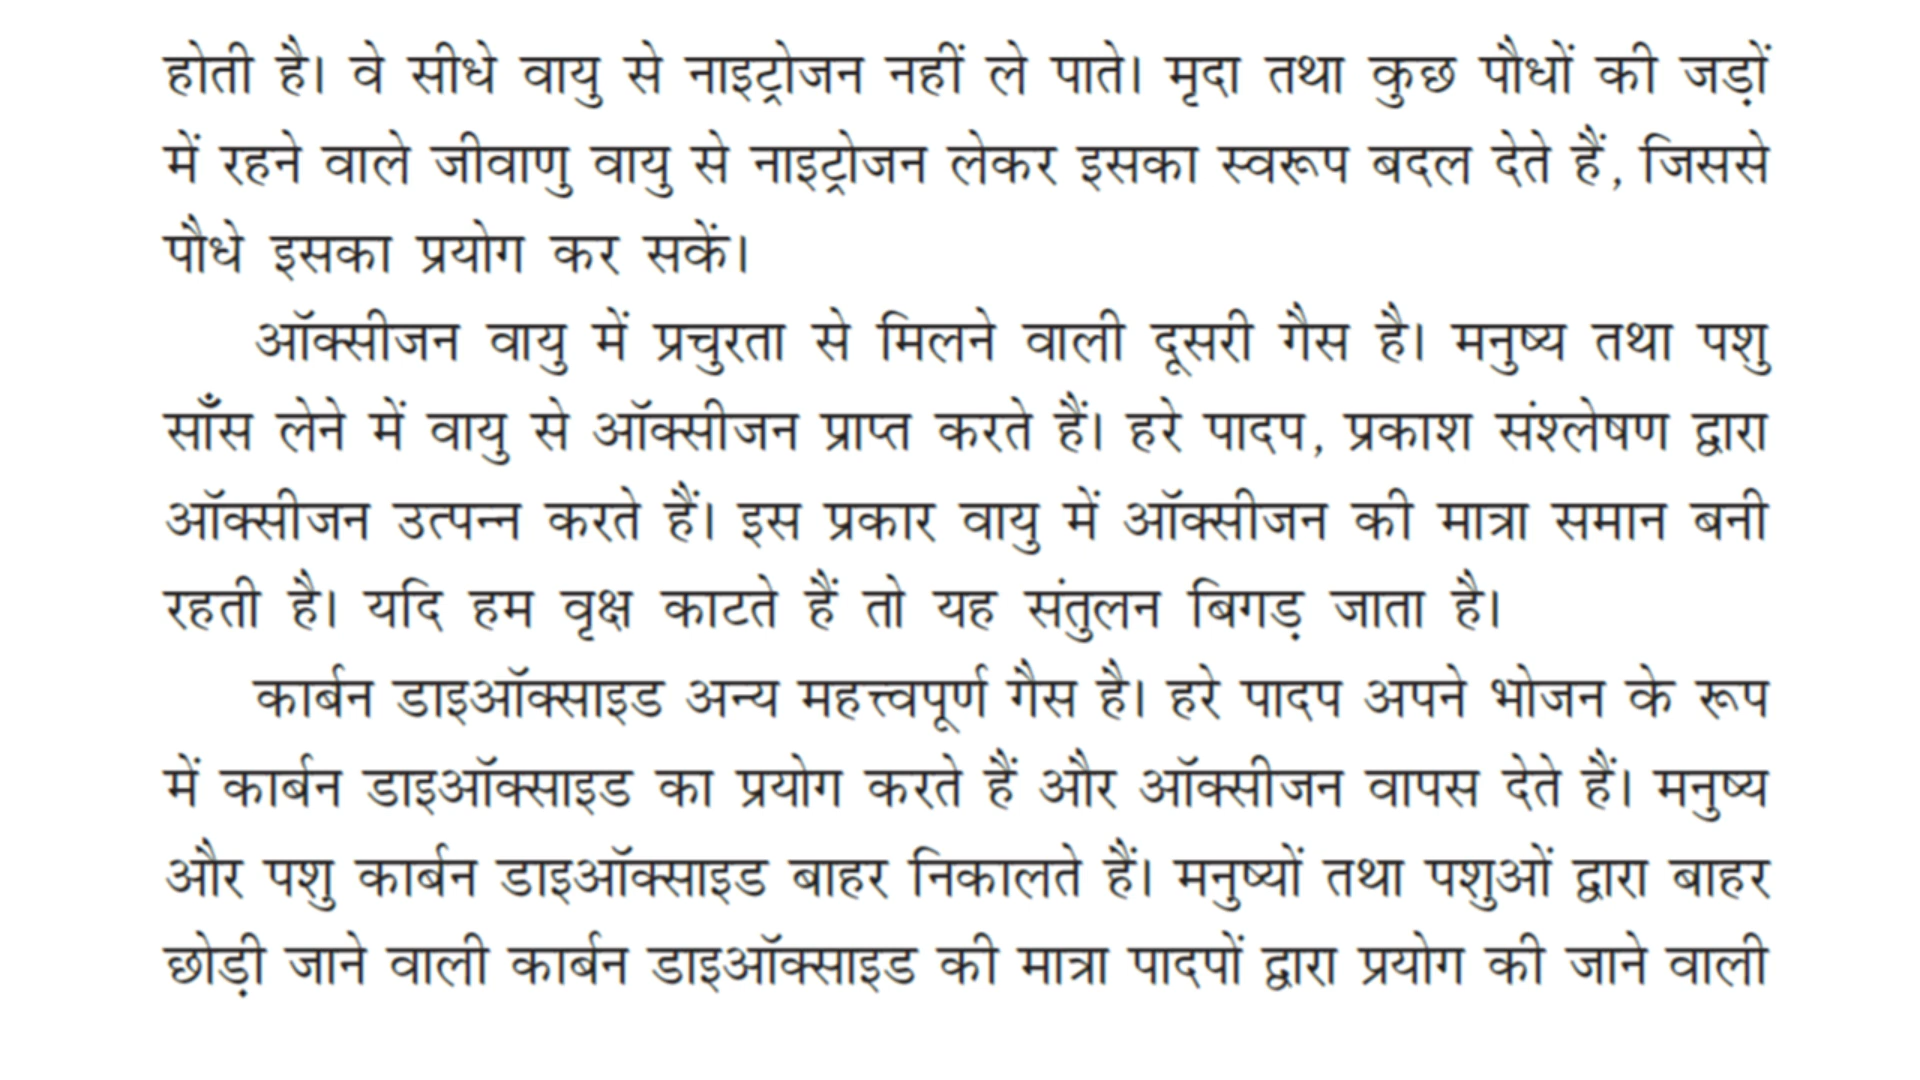 होती है। वे सीधे वायु से नाइट्रोजन नहीं ले पाते। मृदा तथा कुछ पौधों की जड़ों
में रहने वाले जीवाणु वायु से नाइट्रोजन लेकर इसका स्वरूप बदल देते हैं, जिससे
पौधे इसका प्रयोग कर सकें।
ऑक्सीजन वायु में प्रचुरता से मिलने वाली दूसरी गैस है। मनुष्य तथा पशु
साँस लेने में वायु से ऑक्सीजन प्राप्त करते हैं। हरे पादप, प्रकाश संश्लेषण द्वारा
ऑक्सीजन उत्पन्न करते हैं। इस प्रकार वायु में ऑक्सीजन की मात्रा समान बनी
रहती है। यदि हम वृक्ष काटते हैं तो यह संतुलन बिगड़ जाता है।
कार्बन डाइऑक्साइड अन्य महत्त्वपूर्ण गैस है। हरे पादप अपने भोजन के रूप
में कार्बन डाइऑक्साइड का प्रयोग करते हैं और ऑक्सीजन वापस देते हैं। मनुष्य
और पशु कार्बन डाइऑक्साइड बाहर निकालते हैं। मनुष्यों तथा पशुओं द्वारा बाहर
छोड़ी जाने वाली कार्बन डाइऑक्साइड की मात्रा पादपों द्वारा प्रयोग की जाने वाली